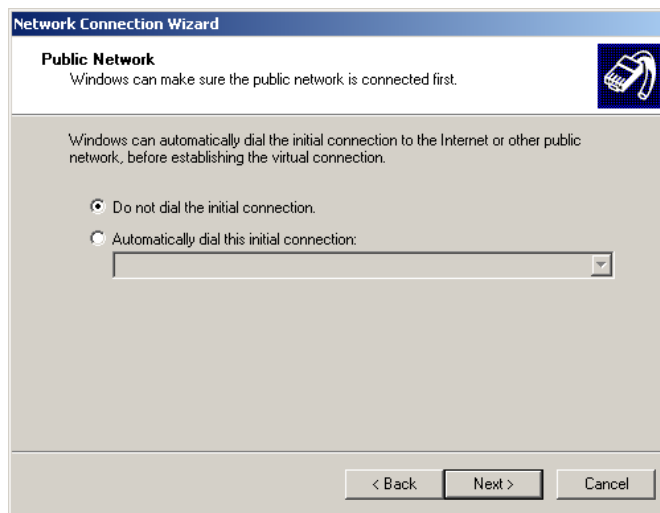 Network Connection Wizard
Public Network
Windows can make sure the public network is connected first.
Windows can automatically dial the initial connection to the Internet or other public
network, before establishing the virtual connection.
Do not dial the initial connection.
Automatically dial this initial connection:
< Back Next > Cancel